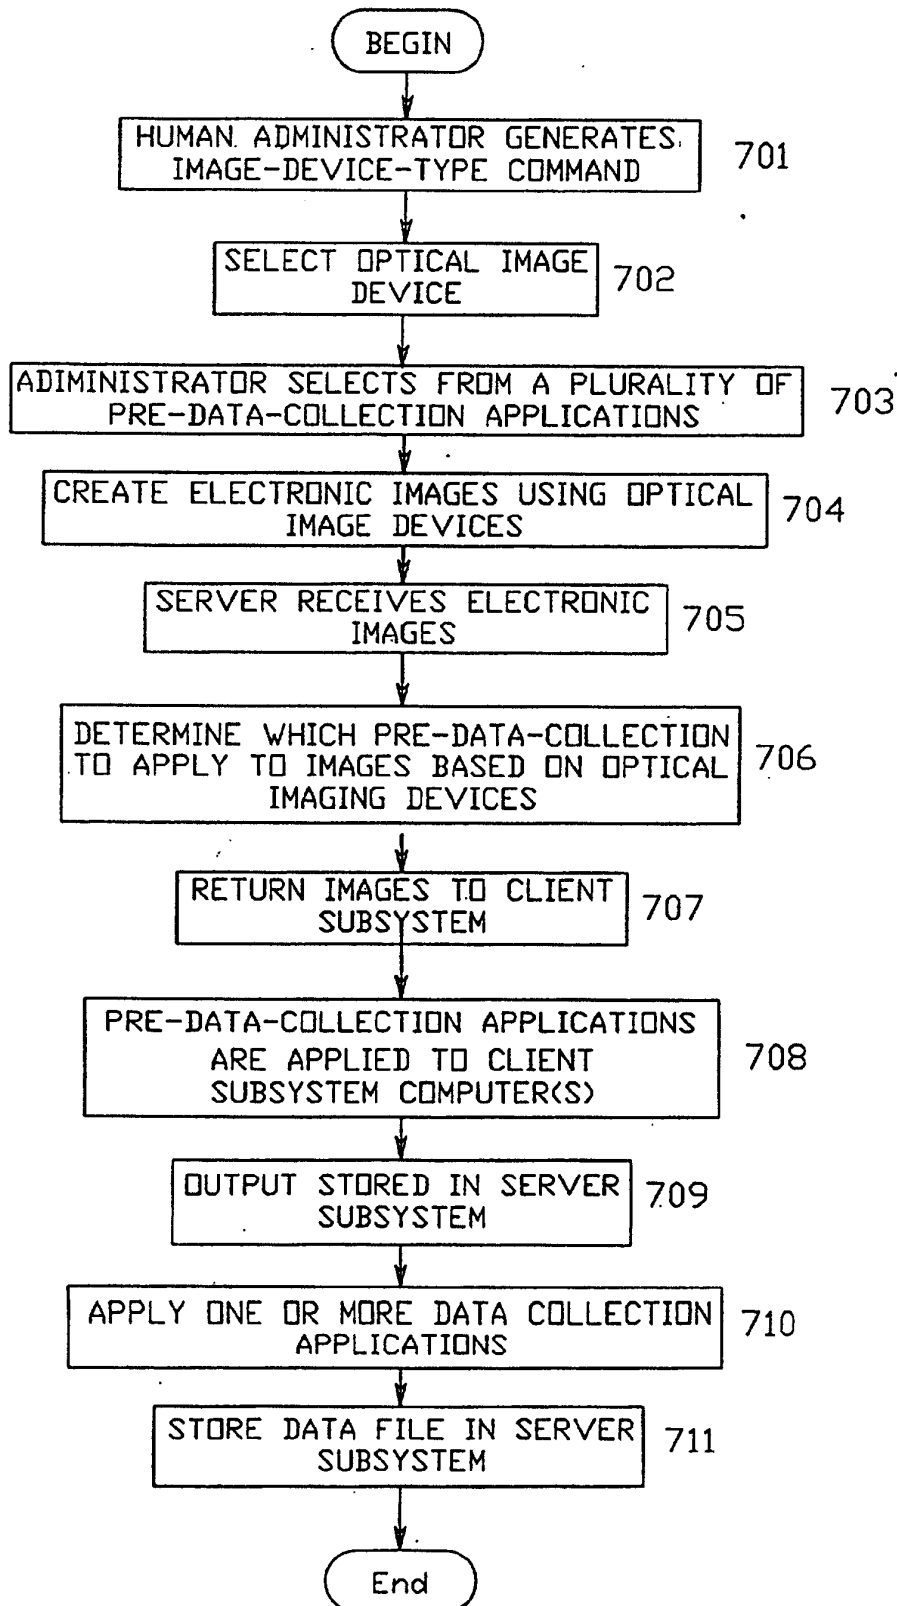 BEGIN
HUMAN ADMINISTRATOR GENERATES
IMAGE-DEVICE-TYPE COMMAND
701
SELECT OPTICAL IMAGE
DEVICE
702
ADIMINISTRATOR SELECTS FROM A PLURALITY OF
PRE-DATA-COLLECTION APPLICATIONS
703
CREATE ELECTRONIC IMAGES USING OPTICAL
IMAGE DEVICES
704
SERVER RECEIVES ELECTRONIC
IMAGES
705
DETERMINE WHICH PRE-DATA-COLLECTION
TO APPLY TO IMAGES BASED ON OPTICAL
IMAGING DEVICES
706
RETURN IMAGES TO CLIENT
SUBSYSTEM
707
PRE-DATA-COLLECTION APPLICATIONS
ARE APPLIED TO CLIENT
SUBSYSTEM COMPUTER(S)
708
OUTPUT STORED IN SERVER
SUBSYSTEM
709
APPLY ONE OR MORE DATA COLLECTION
APPLICATIONS
710
STORE DATA FILE IN SERVER
SUBSYSTEM
711
End